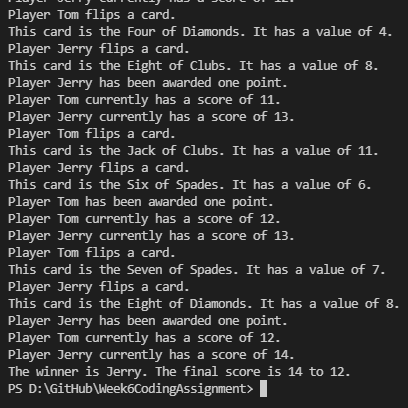 Player Jerry currently has a score of 12.
Player Tom flips a card.
This card is the Four of Diamonds. It has a value of 4.
Player Jerry flips a card.
This card is the Eight of Clubs. It has a value of 8.
Player Jerry has been awarded one point.
Player Tom currently has a score of 11.
Player Jerry currently has a score of 13.
Player Tom flips a card.
This card is the Jack of Clubs. It has a value of 11.
Player Jerry flips a card.
This card is the Six of Spades. It has a value of 6.
Player Tom has been awarded one point.
Player Tom currently has a score of 12.
Player Jerry currently has a score of 13.
Player Tom flips a card.
This card is the Seven of Spades. It has a value of 7.
Player Jerry flips a card.
This card is the Eight of Diamonds. It has a value of 8.
Player Jerry has been awarded one point.
Player Tom currently has a score of 12.
Player Jerry currently has a score of 14.
The winner is Jerry. The final score is 14 to 12.
PS D:\GitHub\Week6CodingAssignment>